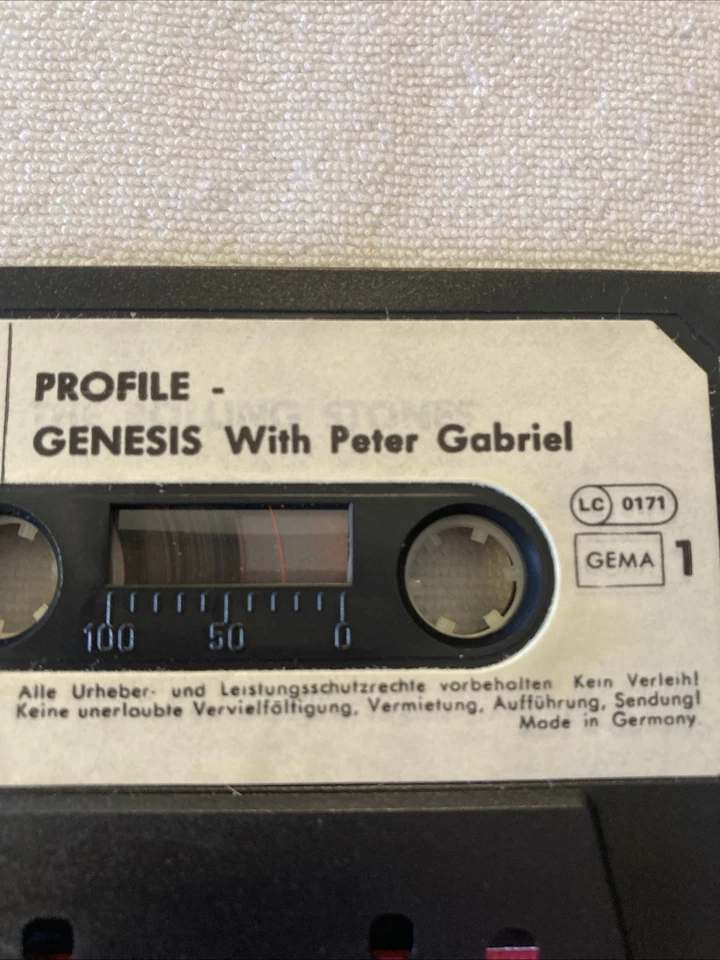 PROFILE -
GENESIS With Peter Gabriel
LC 0171
GEMA 1
100 50 0
Alle Urheber- und Leistungsschutzrechte vorbehalten Kein Verleih!
Keine unerlaubte Vervielfältigung, Vermietung, Aufführung, Sendung!
Made in Germany